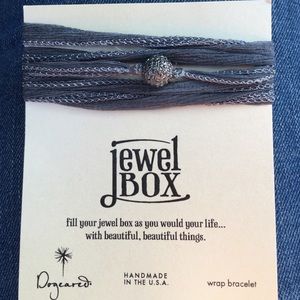 jewel
BOX
fill your jewel box as you would your life...
with beautiful, beautiful things.
Dogeared.
HANDMADE
IN THE U.S.A.
wrap bracelet